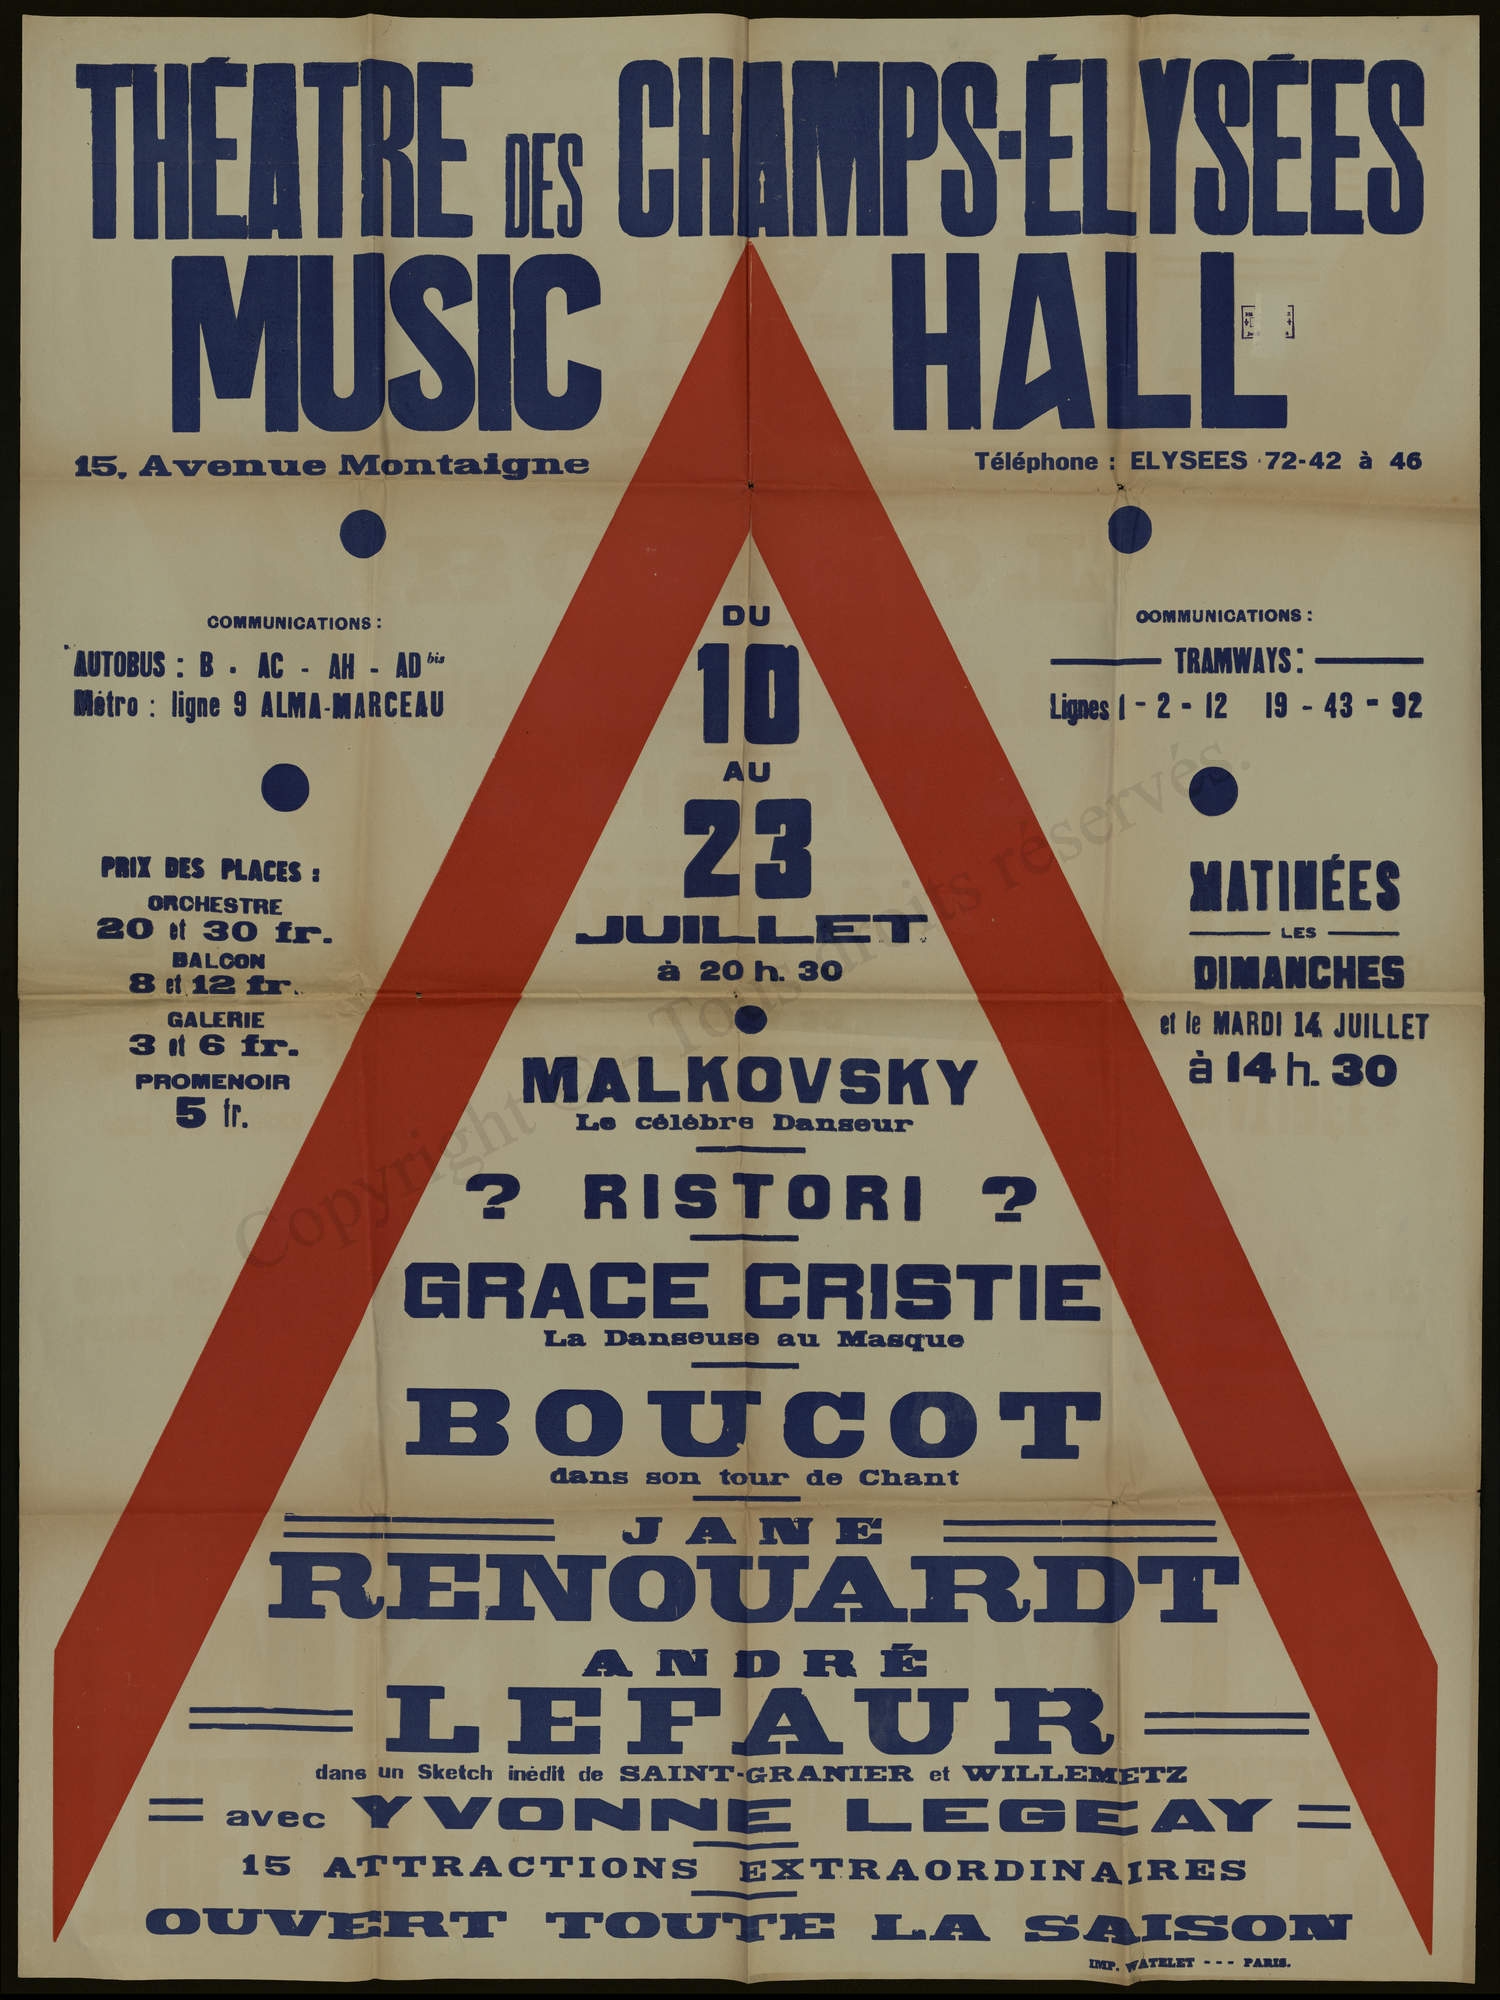 THÉATRE DES CHAMPS-ÉLYSÉES
MUSIC HALL
15, Avenue Montaigne
Téléphone : ELYSEES 72-42 à 46
COMMUNICATIONS :
AUTOBUS : B - AC - AH - AD bis
Métro : ligne 9 ALMA-MARCEAU
COMMUNICATIONS :
TRAMWAYS :
Lignes 1 - 2 - 12 19 - 43 - 92
PRIX DES PLACES :
ORCHESTRE
20 et 30 fr.
BALCON
8 et 12 fr.
GALERIE
3 et 6 fr.
PROMENOIR
5 fr.
DU
10
AU
23
JUILLET
à 20 h. 30
MATINÉES
LES
DIMANCHES
et le MARDI 14 JUILLET
à 14 h. 30
MALKOVSKY
Le célèbre Danseur
? RISTORI ?
GRACE CRISTIE
La Danseuse au Masque
BOUCOT
dans son tour de Chant
JANE
RENOUARDT
ANDRÉ
LEFAUR
dans un Sketch inédit de SAINT-GRANIER et WILLEMETZ
avec YVONNE LEGEAY
15 ATTRACTIONS EXTRAORDINAIRES
OUVERT TOUTE LA SAISON
IMP. WATELET --- PARIS.
Copyright © - Tous droits réservés.